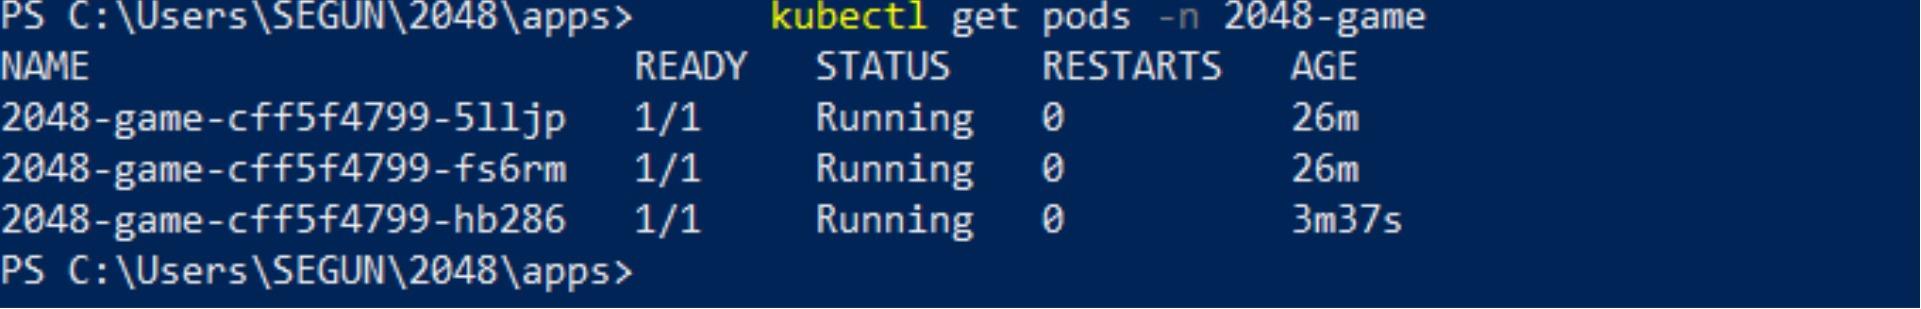 PS C:\Users\SEGUN\2048\apps>      kubectl get pods -n 2048-game
NAME                        READY   STATUS    RESTARTS   AGE
2048-game-cff5f4799-5lljp   1/1     Running   0          26m
2048-game-cff5f4799-fs6rm   1/1     Running   0          26m
2048-game-cff5f4799-hb286   1/1     Running   0          3m37s
PS C:\Users\SEGUN\2048\apps>